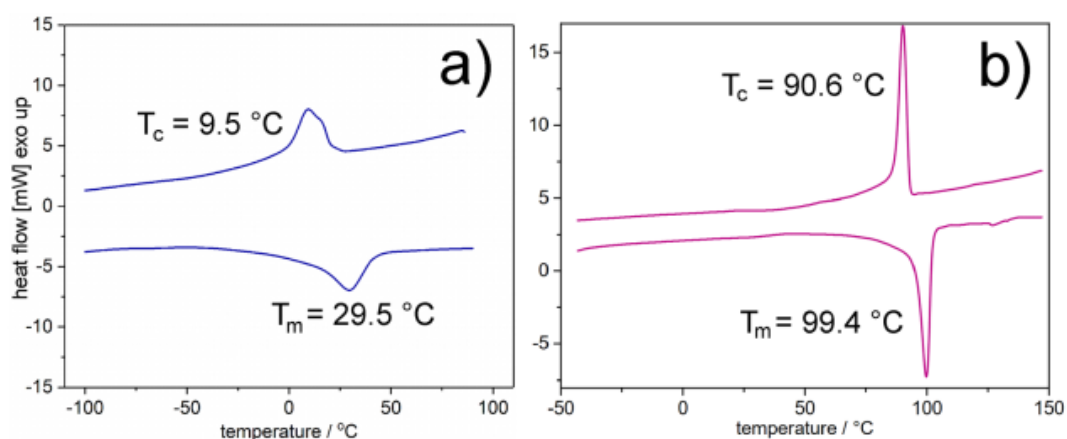 a)
T_c = 9.5 °C
T_m = 29.5 °C
heat flow [mW] exo up
15
10
5
0
-5
-10
-15
-100 -50 0 50 100
temperature / °C
b)
T_c = 90.6 °C
T_m = 99.4 °C
15
10
5
0
-5
-50 0 50 100 150
temperature / °C